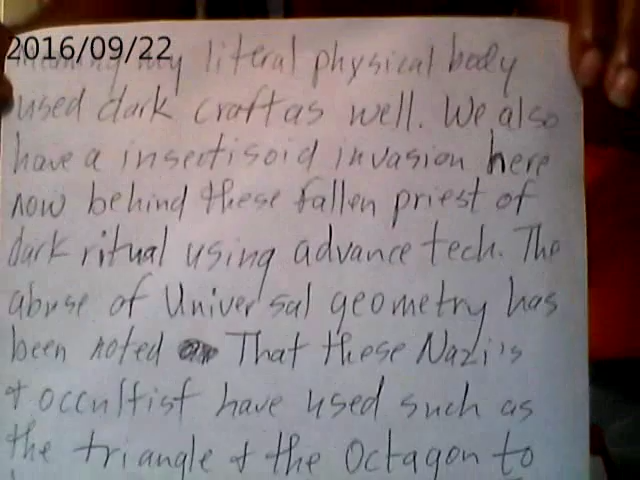 2016/09/22
my literal physical body
used dark craft as well. We also
have a insectisoid invasion here
now behind these fallen priest of
dark ritual using advance tech. The
abuse of Universal geometry has
been noted That these Nazi's
& occultist have used such as
the triangle & the Octagon to